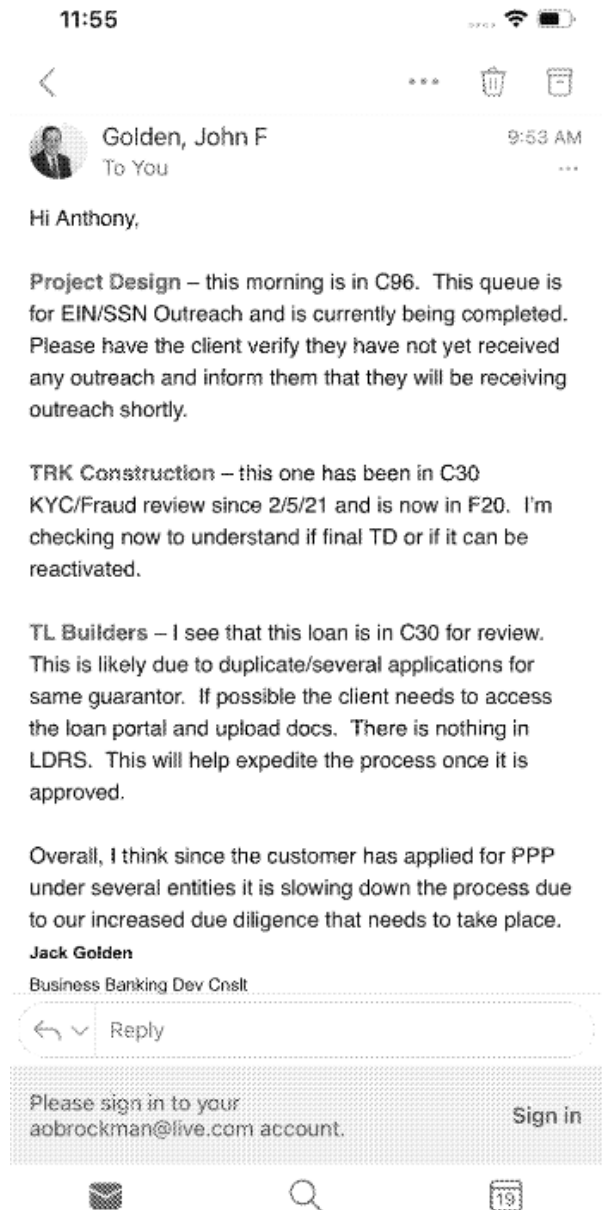 11:55
Golden, John F
9:53 AM
To You
Hi Anthony,
Project Design – this morning is in C96. This queue is
for EIN/SSN Outreach and is currently being completed.
Please have the client verify they have not yet received
any outreach and inform them that they will be receiving
outreach shortly.
TRK Construction – this one has been in C30
KYC/Fraud review since 2/5/21 and is now in F20. I'm
checking now to understand if final TD or if it can be
reactivated.
TL Builders – I see that this loan is in C30 for review.
This is likely due to duplicate/several applications for
same guarantor. If possible the client needs to access
the loan portal and upload docs. There is nothing in
LDRS. This will help expedite the process once it is
approved.
Overall, I think since the customer has applied for PPP
under several entities it is slowing down the process due
to our increased due diligence that needs to take place.
Jack Golden
Business Banking Dev Cnslt
Reply
Please sign in to your
aobrockman@live.com account.
Sign in
19